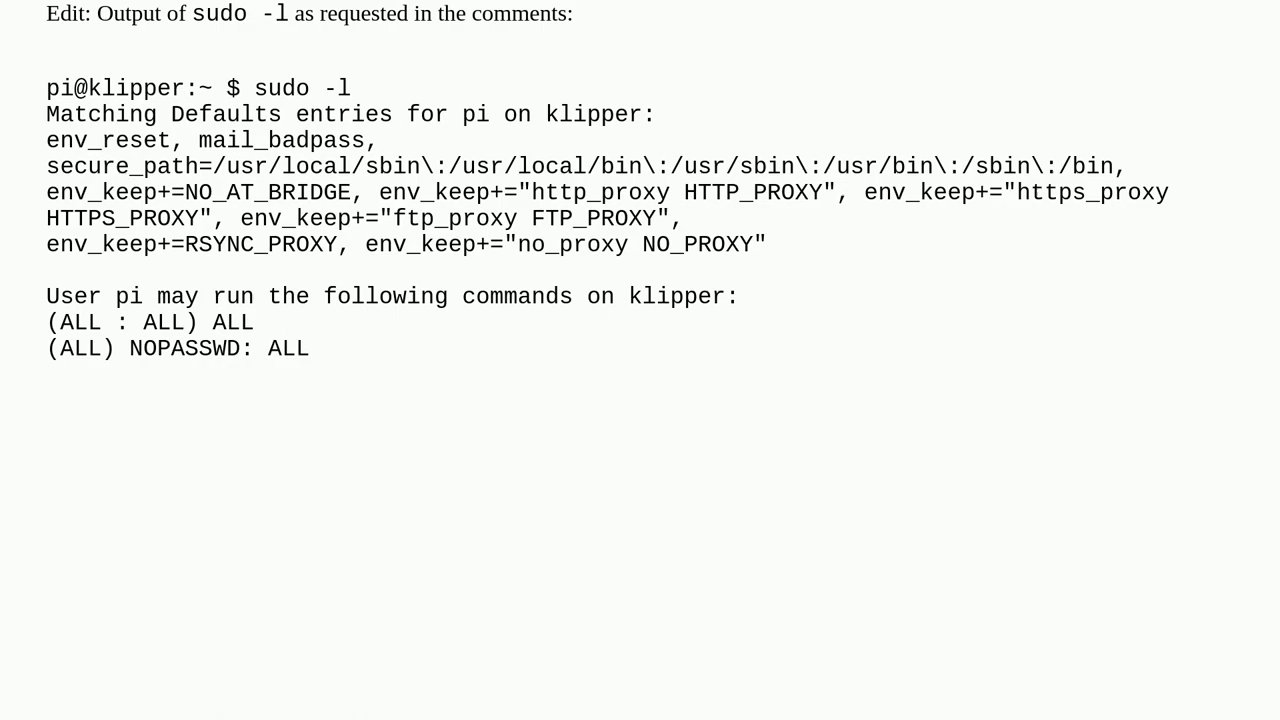 Edit: Output of sudo -l as requested in the comments:
pi@klipper:~ $ sudo -l
Matching Defaults entries for pi on klipper:
env_reset, mail_badpass,
secure_path=/usr/local/sbin\:/usr/local/bin\:/usr/sbin\:/usr/bin\:/sbin\:/bin,
env_keep+=NO_AT_BRIDGE, env_keep+="http_proxy HTTP_PROXY", env_keep+="https_proxy
HTTPS_PROXY", env_keep+="ftp_proxy FTP_PROXY",
env_keep+=RSYNC_PROXY, env_keep+="no_proxy NO_PROXY"
User pi may run the following commands on klipper:
(ALL : ALL) ALL
(ALL) NOPASSWD: ALL